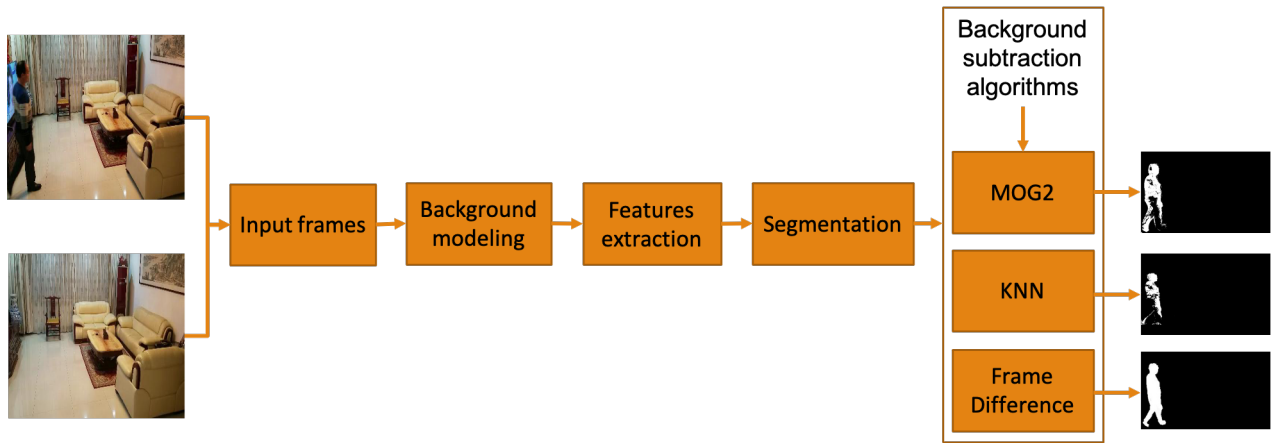 Input frames
Background
modeling
Features
extraction
Segmentation
Background
subtraction
algorithms
MOG2
KNN
Frame
Difference